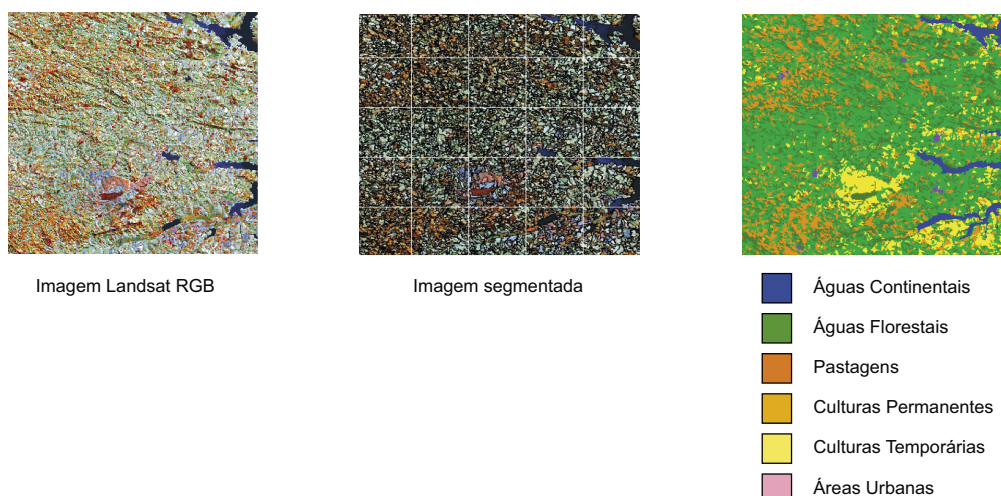 Imagem Landsat RGB
Imagem segmentada
Águas Continentais
Águas Florestais
Pastagens
Culturas Permanentes
Culturas Temporárias
Áreas Urbanas